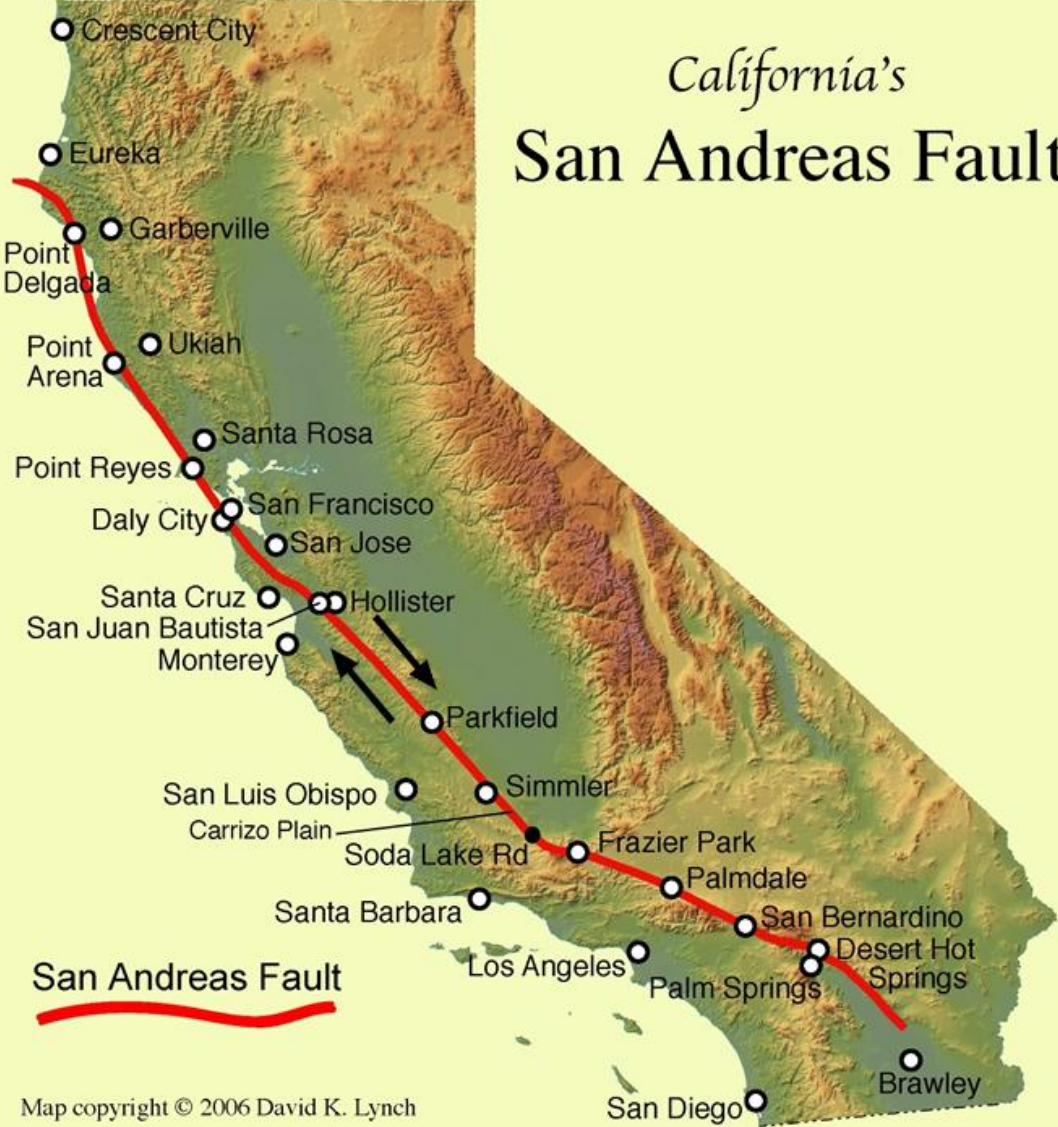 California's
San Andreas Fault
Crescent City
Eureka
Garberville
Point
Delgada
Ukiah
Point
Arena
Santa Rosa
Point Reyes
San Francisco
Daly City
San Jose
Santa Cruz
Hollister
San Juan Bautista
Monterey
Parkfield
San Luis Obispo
Simmler
Carrizo Plain
Soda Lake Rd
Frazier Park
Palmdale
Santa Barbara
San Bernardino
Desert Hot
Springs
Los Angeles
Palm Springs
San Andreas Fault
Brawley
San Diego
Map copyright © 2006 David K. Lynch